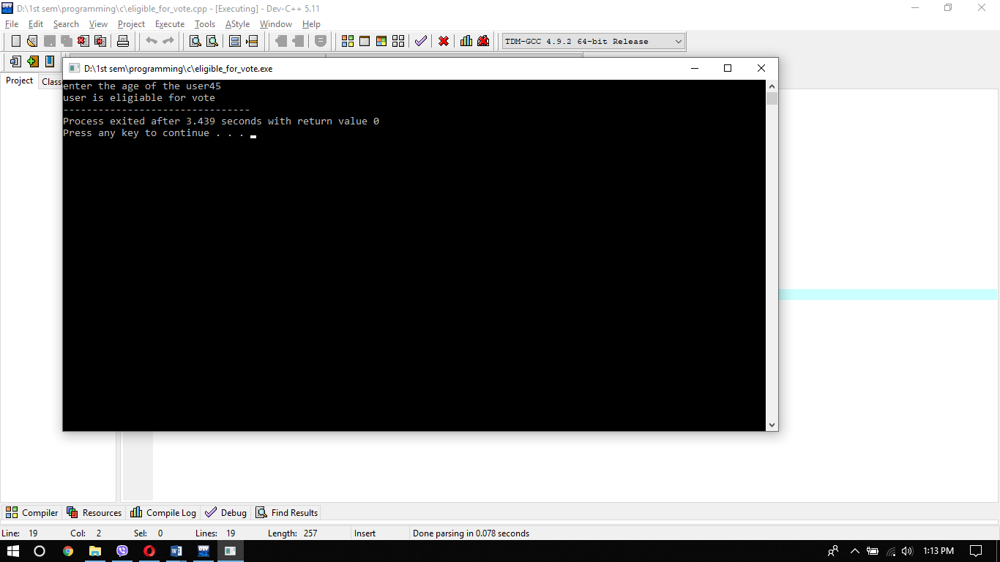 D:\1st sem\programming\c\eligible_for_vote.cpp - [Executing] - Dev-C++ 5.11
File Edit Search View Project Execute Tools AStyle Window Help
TDM-GCC 4.9.2 64-bit Release
D:\1st sem\programming\c\eligible_for_vote.exe
Project Class
enter the age of the user45
user is eligiable for vote
--------------------------------
Process exited after 3.439 seconds with return value 0
Press any key to continue . . .
Compiler Resources Compile Log Debug Find Results
Line: 19 Col: 2 Sel: 0 Lines: 19 Length: 257 Insert Done parsing in 0.078 seconds
1:13 PM